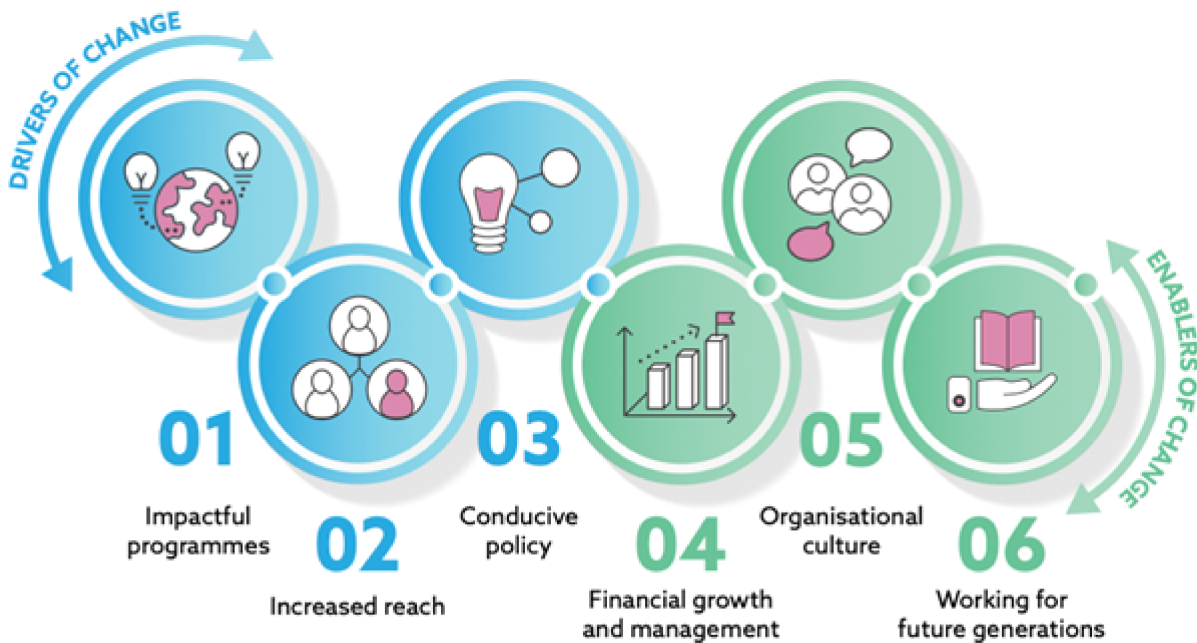 DRIVERS OF CHANGE
01
Impactful
programmes
02
Increased reach
03
Conducive
policy
04
Financial growth
and management
05
Organisational
culture
06
Working for
future generations
ENABLERS OF CHANGE